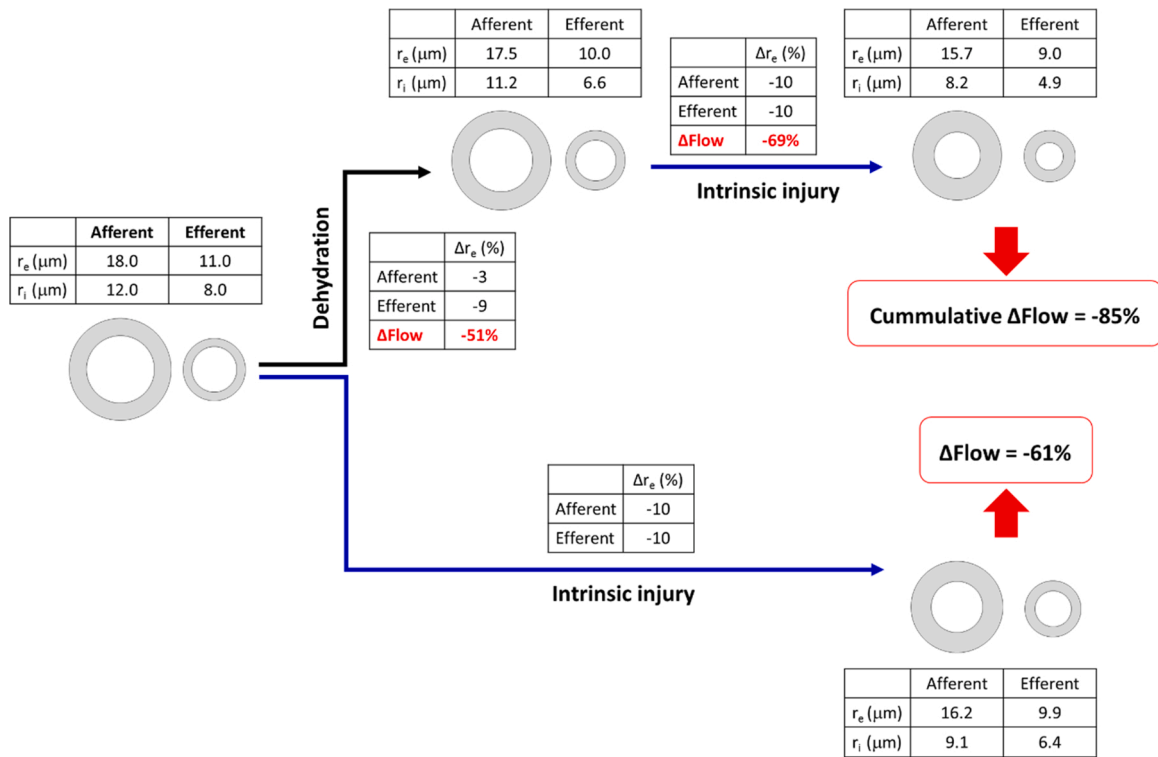 Afferent Efferent
rₑ (μm) 17.5 10.0
rᵢ (μm) 11.2 6.6
Δrₑ (%)
Afferent -10
Efferent -10
ΔFlow -69%
Intrinsic injury
Afferent Efferent
rₑ (μm) 15.7 9.0
rᵢ (μm) 8.2 4.9
Afferent Efferent
rₑ (μm) 18.0 11.0
rᵢ (μm) 12.0 8.0
Dehydration
Δrₑ (%)
Afferent -3
Efferent -9
ΔFlow -51%
Cummulative ΔFlow = -85%
ΔFlow = -61%
Δrₑ (%)
Afferent -10
Efferent -10
Intrinsic injury
Afferent Efferent
rₑ (μm) 16.2 9.9
rᵢ (μm) 9.1 6.4